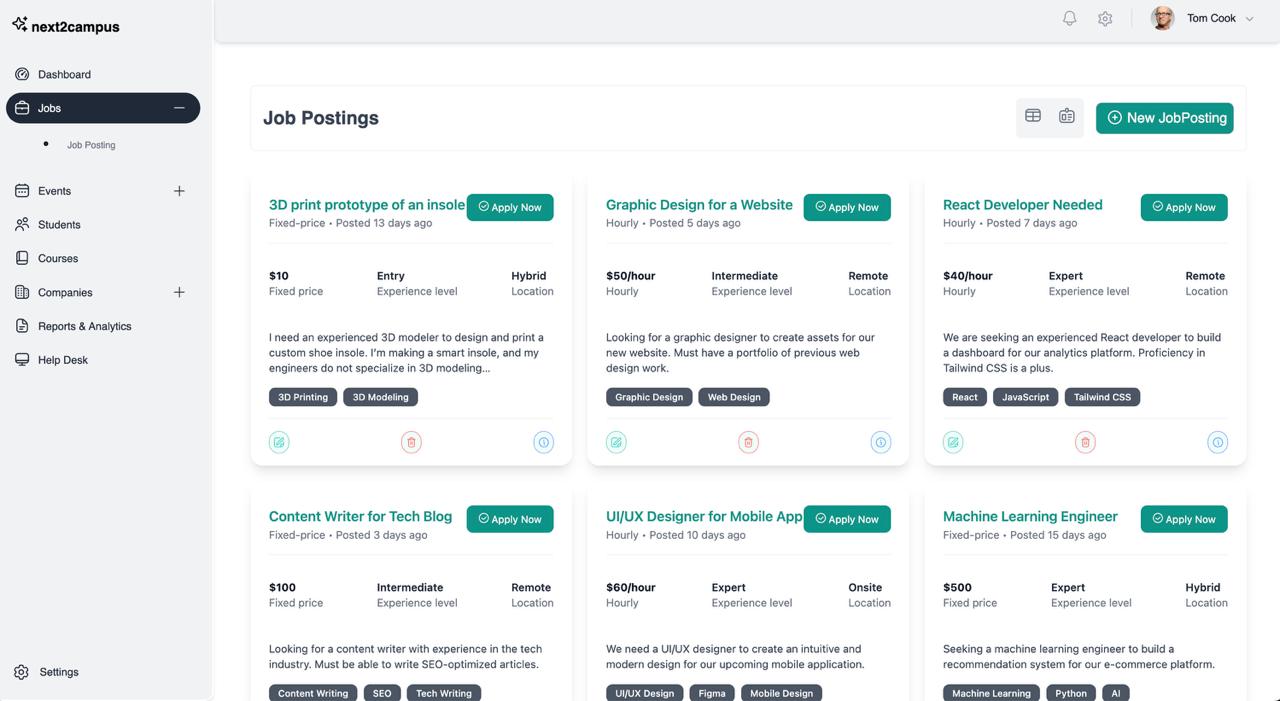 next2campus
Tom Cook
Dashboard
Jobs
Job Posting
Events
Students
Courses
Companies
Reports & Analytics
Help Desk
Settings
Job Postings
New JobPosting
3D print prototype of an insole
Apply Now
Fixed-price • Posted 13 days ago
$10 Entry Hybrid
Fixed price Experience level Location
I need an experienced 3D modeler to design and print a
custom shoe insole. I'm making a smart insole, and my
engineers do not specialize in 3D modeling...
3D Printing 3D Modeling
Graphic Design for a Website
Apply Now
Hourly • Posted 5 days ago
$50/hour Intermediate Remote
Hourly Experience level Location
Looking for a graphic designer to create assets for our
new website. Must have a portfolio of previous web
design work.
Graphic Design Web Design
React Developer Needed
Apply Now
Hourly • Posted 7 days ago
$40/hour Expert Remote
Hourly Experience level Location
We are seeking an experienced React developer to build
a dashboard for our analytics platform. Proficiency in
Tailwind CSS is a plus.
React JavaScript Tailwind CSS
Content Writer for Tech Blog
Apply Now
Fixed-price • Posted 3 days ago
$100 Intermediate Remote
Fixed price Experience level Location
Looking for a content writer with experience in the tech
industry. Must be able to write SEO-optimized articles.
Content Writing SEO Tech Writing
UI/UX Designer for Mobile App
Apply Now
Hourly • Posted 10 days ago
$60/hour Expert Onsite
Hourly Experience level Location
We need a UI/UX designer to create an intuitive and
modern design for our upcoming mobile application.
UI/UX Design Figma Mobile Design
Machine Learning Engineer
Apply Now
Fixed-price • Posted 15 days ago
$500 Expert Hybrid
Fixed price Experience level Location
Seeking a machine learning engineer to build a
recommendation system for our e-commerce platform.
Machine Learning Python AI